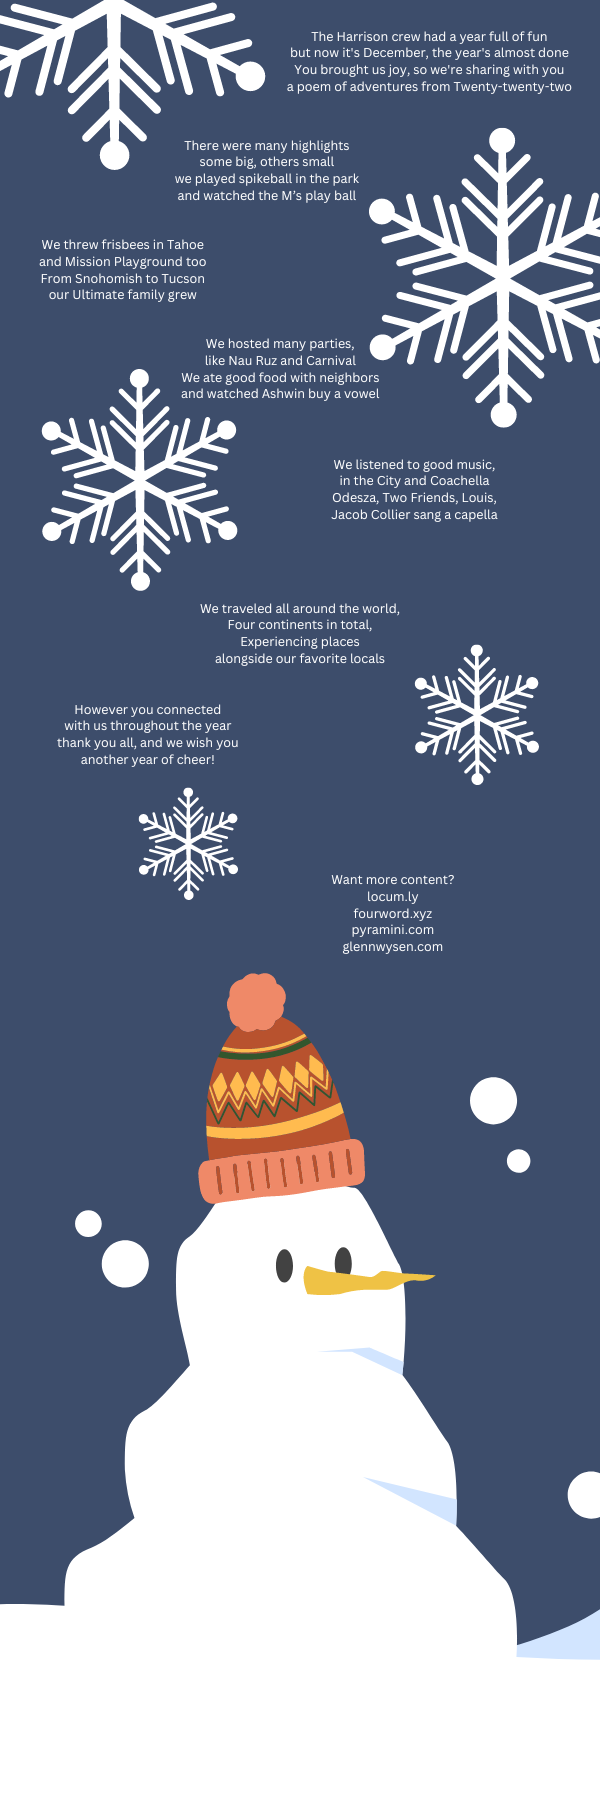 The Harrison crew had a year full of fun
but now it's December, the year's almost done
You brought us joy, so we're sharing with you
a poem of adventures from Twenty-twenty-two
There were many highlights
some big, others small
we played spikeball in the park
and watched the M's play ball
We threw frisbees in Tahoe
and Mission Playground too
From Snohomish to Tucson
our Ultimate family grew
We hosted many parties,
like Nau Ruz and Carnival
We ate good food with neighbors
and watched Ashwin buy a vowel
We listened to good music,
in the City and Coachella
Odesza, Two Friends, Louis,
Jacob Collier sang a capella
We traveled all around the world,
Four continents in total,
Experiencing places
alongside our favorite locals
However you connected
with us throughout the year
thank you all, and we wish you
another year of cheer!
Want more content?
locum.ly
fourword.xyz
pyramini.com
glennwysen.com